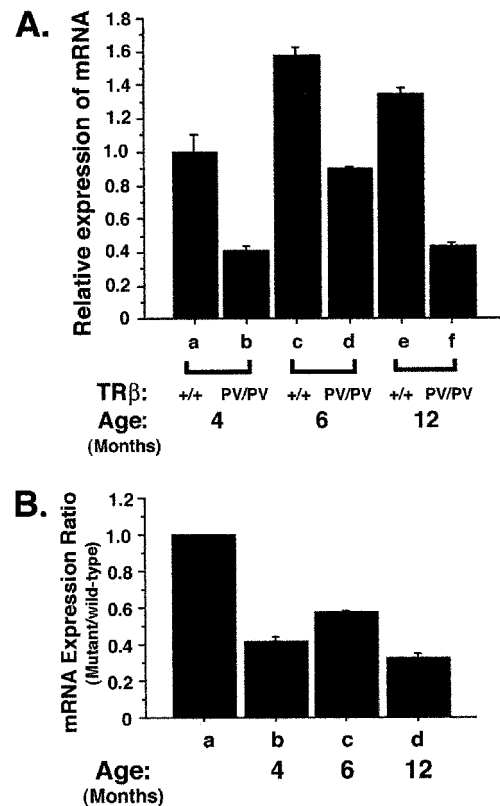 A.
Relative expression of mRNA
1.8
1.6
1.4
1.2
1.0
0.8
0.6
0.4
0.2
0
a b c d e f
TRβ: +/+ PV/PV +/+ PV/PV +/+ PV/PV
Age: 4 6 12
(Months)
B.
mRNA Expression Ratio
(Mutant/wild-type)
1.2
1.0
0.8
0.6
0.4
0.2
0
a b c d
Age: 4 6 12
(Months)